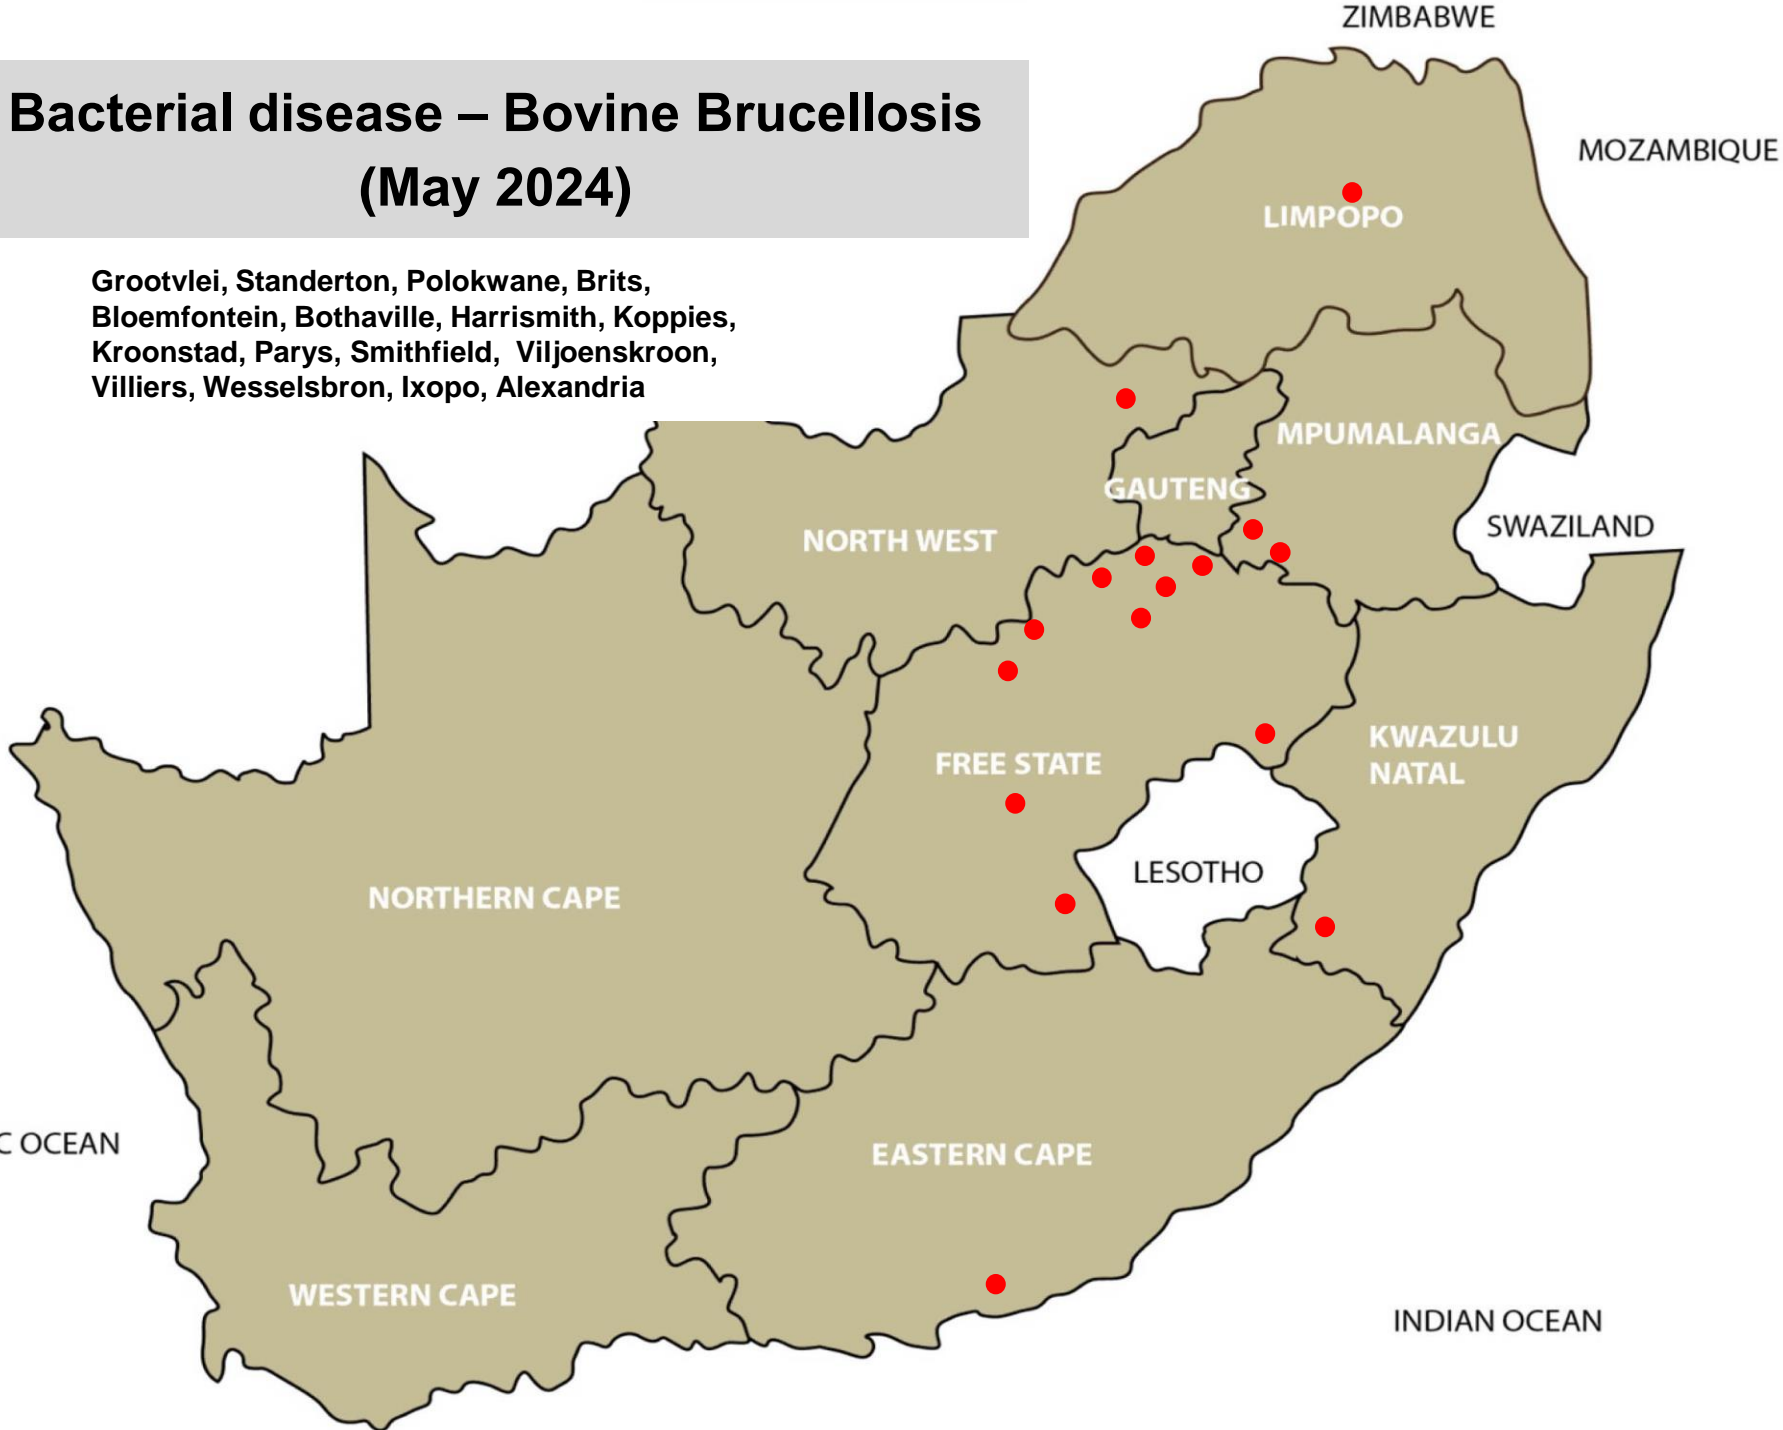 ZIMBABWE
Bacterial disease – Bovine Brucellosis
(May 2024)
MOZAMBIQUE
LIMPOPO
Grootvlei, Standerton, Polokwane, Brits,
Bloemfontein, Bothaville, Harrismith, Koppies,
Kroonstad, Parys, Smithfield, Viljoenskroon,
Villiers, Wesselsbron, Ixopo, Alexandria
MPUMALANGA
GAUTENG
NORTH WEST
SWAZILAND
KWAZULU
NATAL
FREE STATE
LESOTHO
NORTHERN CAPE
C OCEAN
EASTERN CAPE
WESTERN CAPE
INDIAN OCEAN